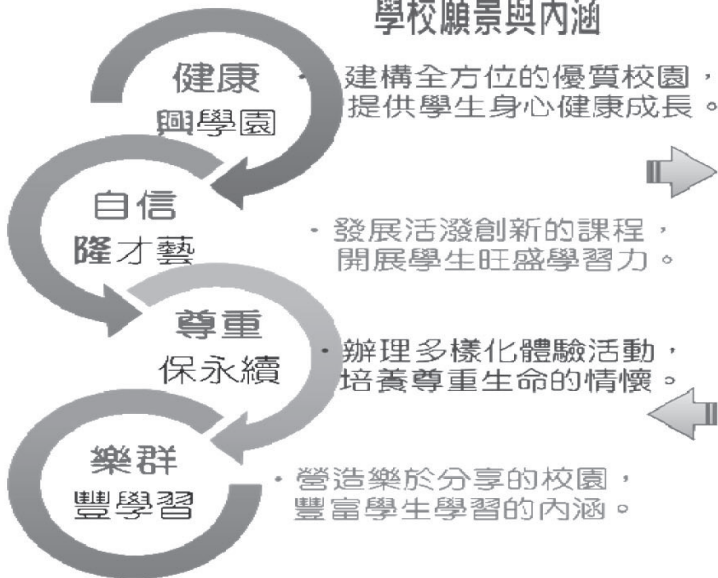 學校願景與內涵
健康
興學園
・建構全方位的優質校園，
提供學生身心健康成長。
自信
隆才藝
・發展活潑創新的課程，
開展學生旺盛學習力。
尊重
保永續
・辦理多樣化體驗活動，
培養尊重生命的情懷。
樂群
豐學習
・營造樂於分享的校園，
豐富學生學習的內涵。